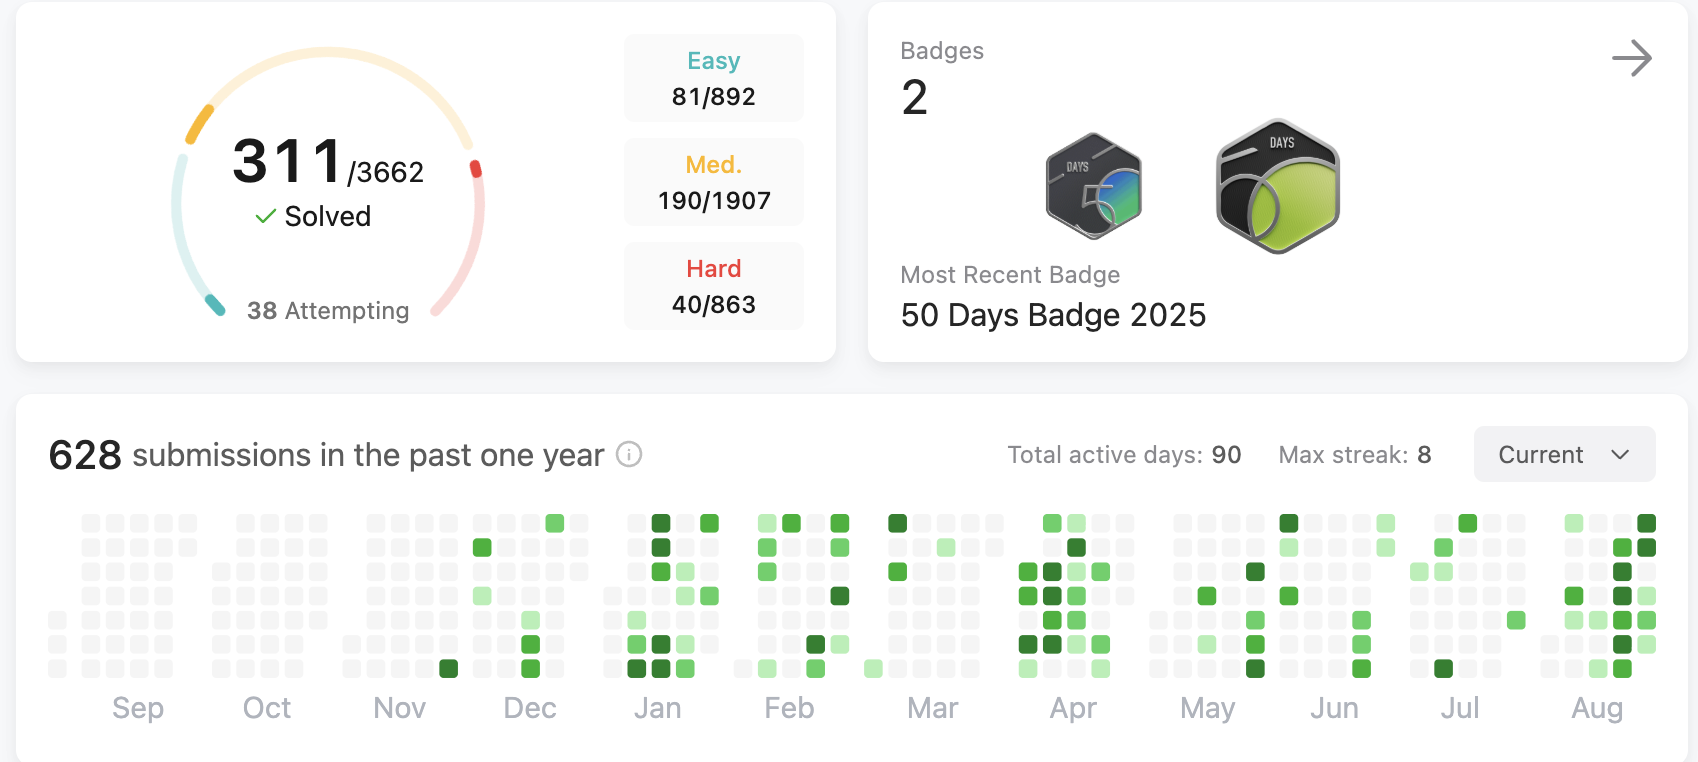 311/3662
Solved
38 Attempting
Easy
81/892
Med.
190/1907
Hard
40/863
Badges
2
DAYS
5
DAYS
Most Recent Badge
50 Days Badge 2025
628 submissions in the past one year
Total active days: 90
Max streak: 8
Current
Sep Oct Nov Dec Jan Feb Mar Apr May Jun Jul Aug